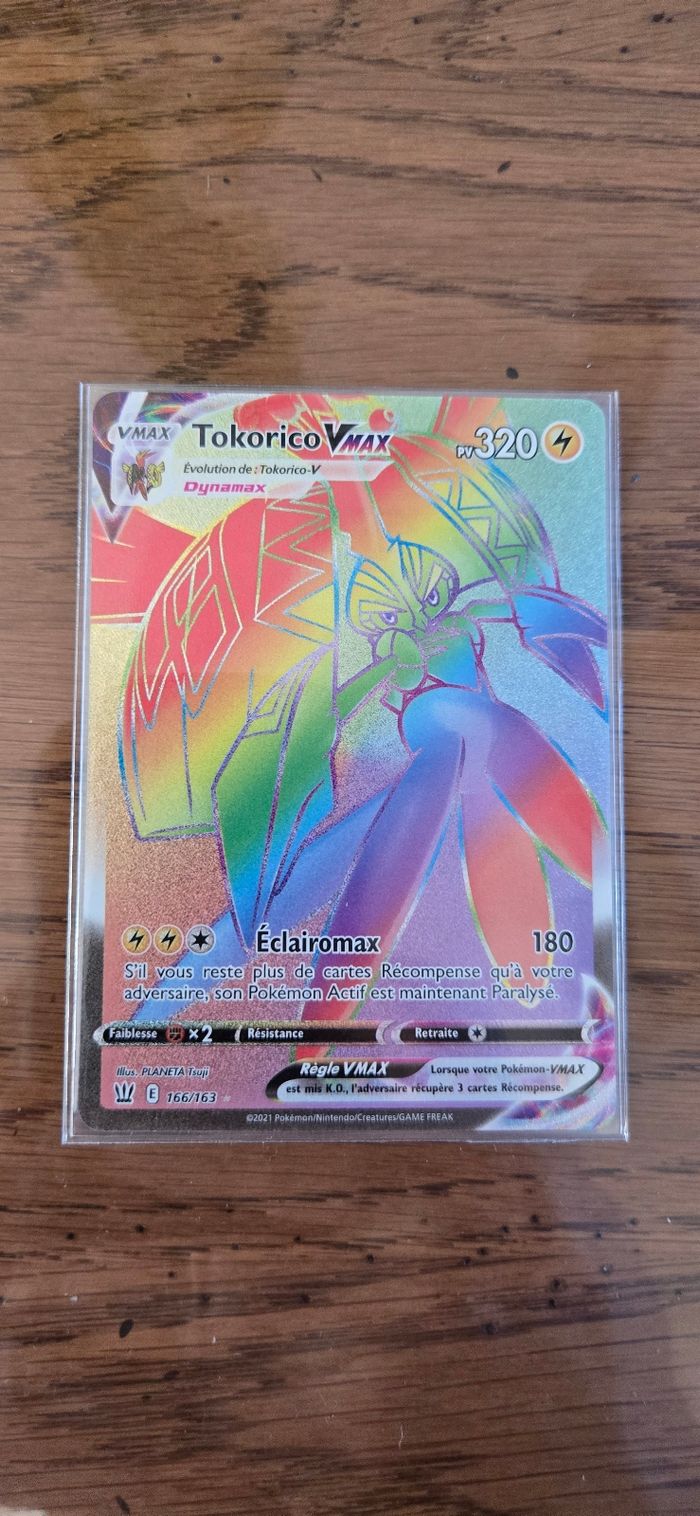 VMAX Tokorico VMAX PV 320
Évolution de : Tokorico-V
Dynamax
Éclairomax 180
S'il vous reste plus de cartes Récompense qu'à votre
adversaire, son Pokémon Actif est maintenant Paralysé.
Faiblesse ×2 Résistance Retraite
Illus. PLANETA Tsuji
Règle VMAX Lorsque votre Pokémon-VMAX
est mis K.O., l'adversaire récupère 3 cartes Récompense.
E 166/163
©2021 Pokémon/Nintendo/Creatures/GAME FREAK